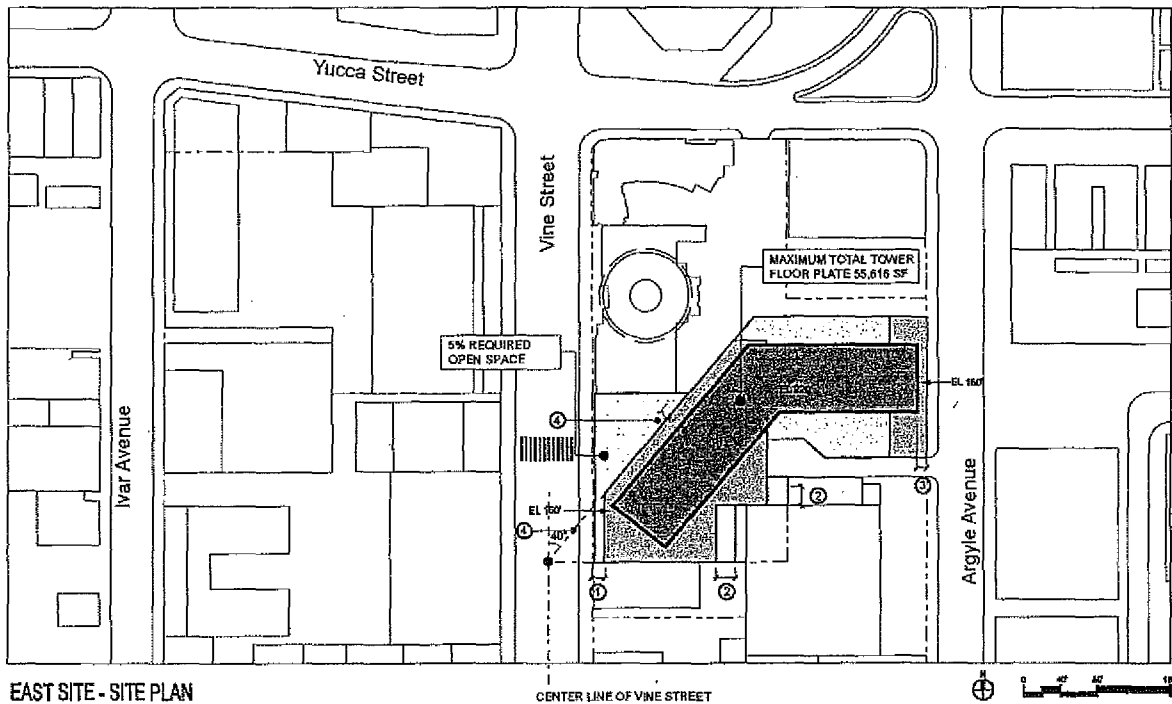 Yucca Street
Vine Street
MAXIMUM TOTAL TOWER
FLOOR PLATE 55,616 SF
5% REQUIRED
OPEN SPACE
EL 150'
4
Ivar Avenue
2
3
EL 150'
4
40'
Argyle Avenue
1
2
EAST SITE - SITE PLAN
CENTER LINE OF VINE STREET
N
0
40'